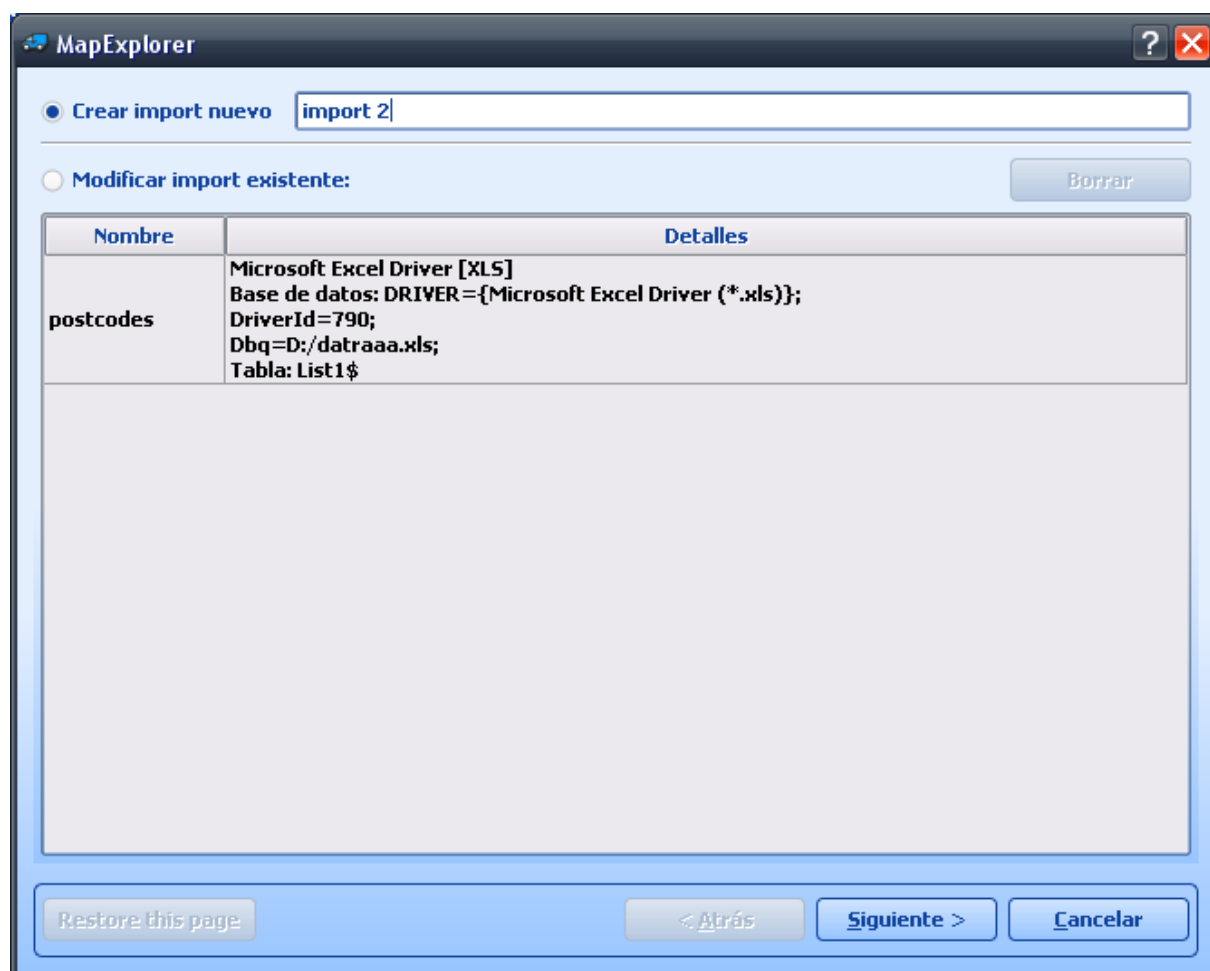 MapExplorer
?
Crear import nuevo import 2
Modificar import existente: Borrar
Nombre Detalles
postcodes
Microsoft Excel Driver [XLS]
Base de datos: DRIVER={Microsoft Excel Driver (*.xls)};
DriverId=790;
Dbq=D:/datraaa.xls;
Tabla: List1$
Restore this page < Atrás Siguiente > Cancelar